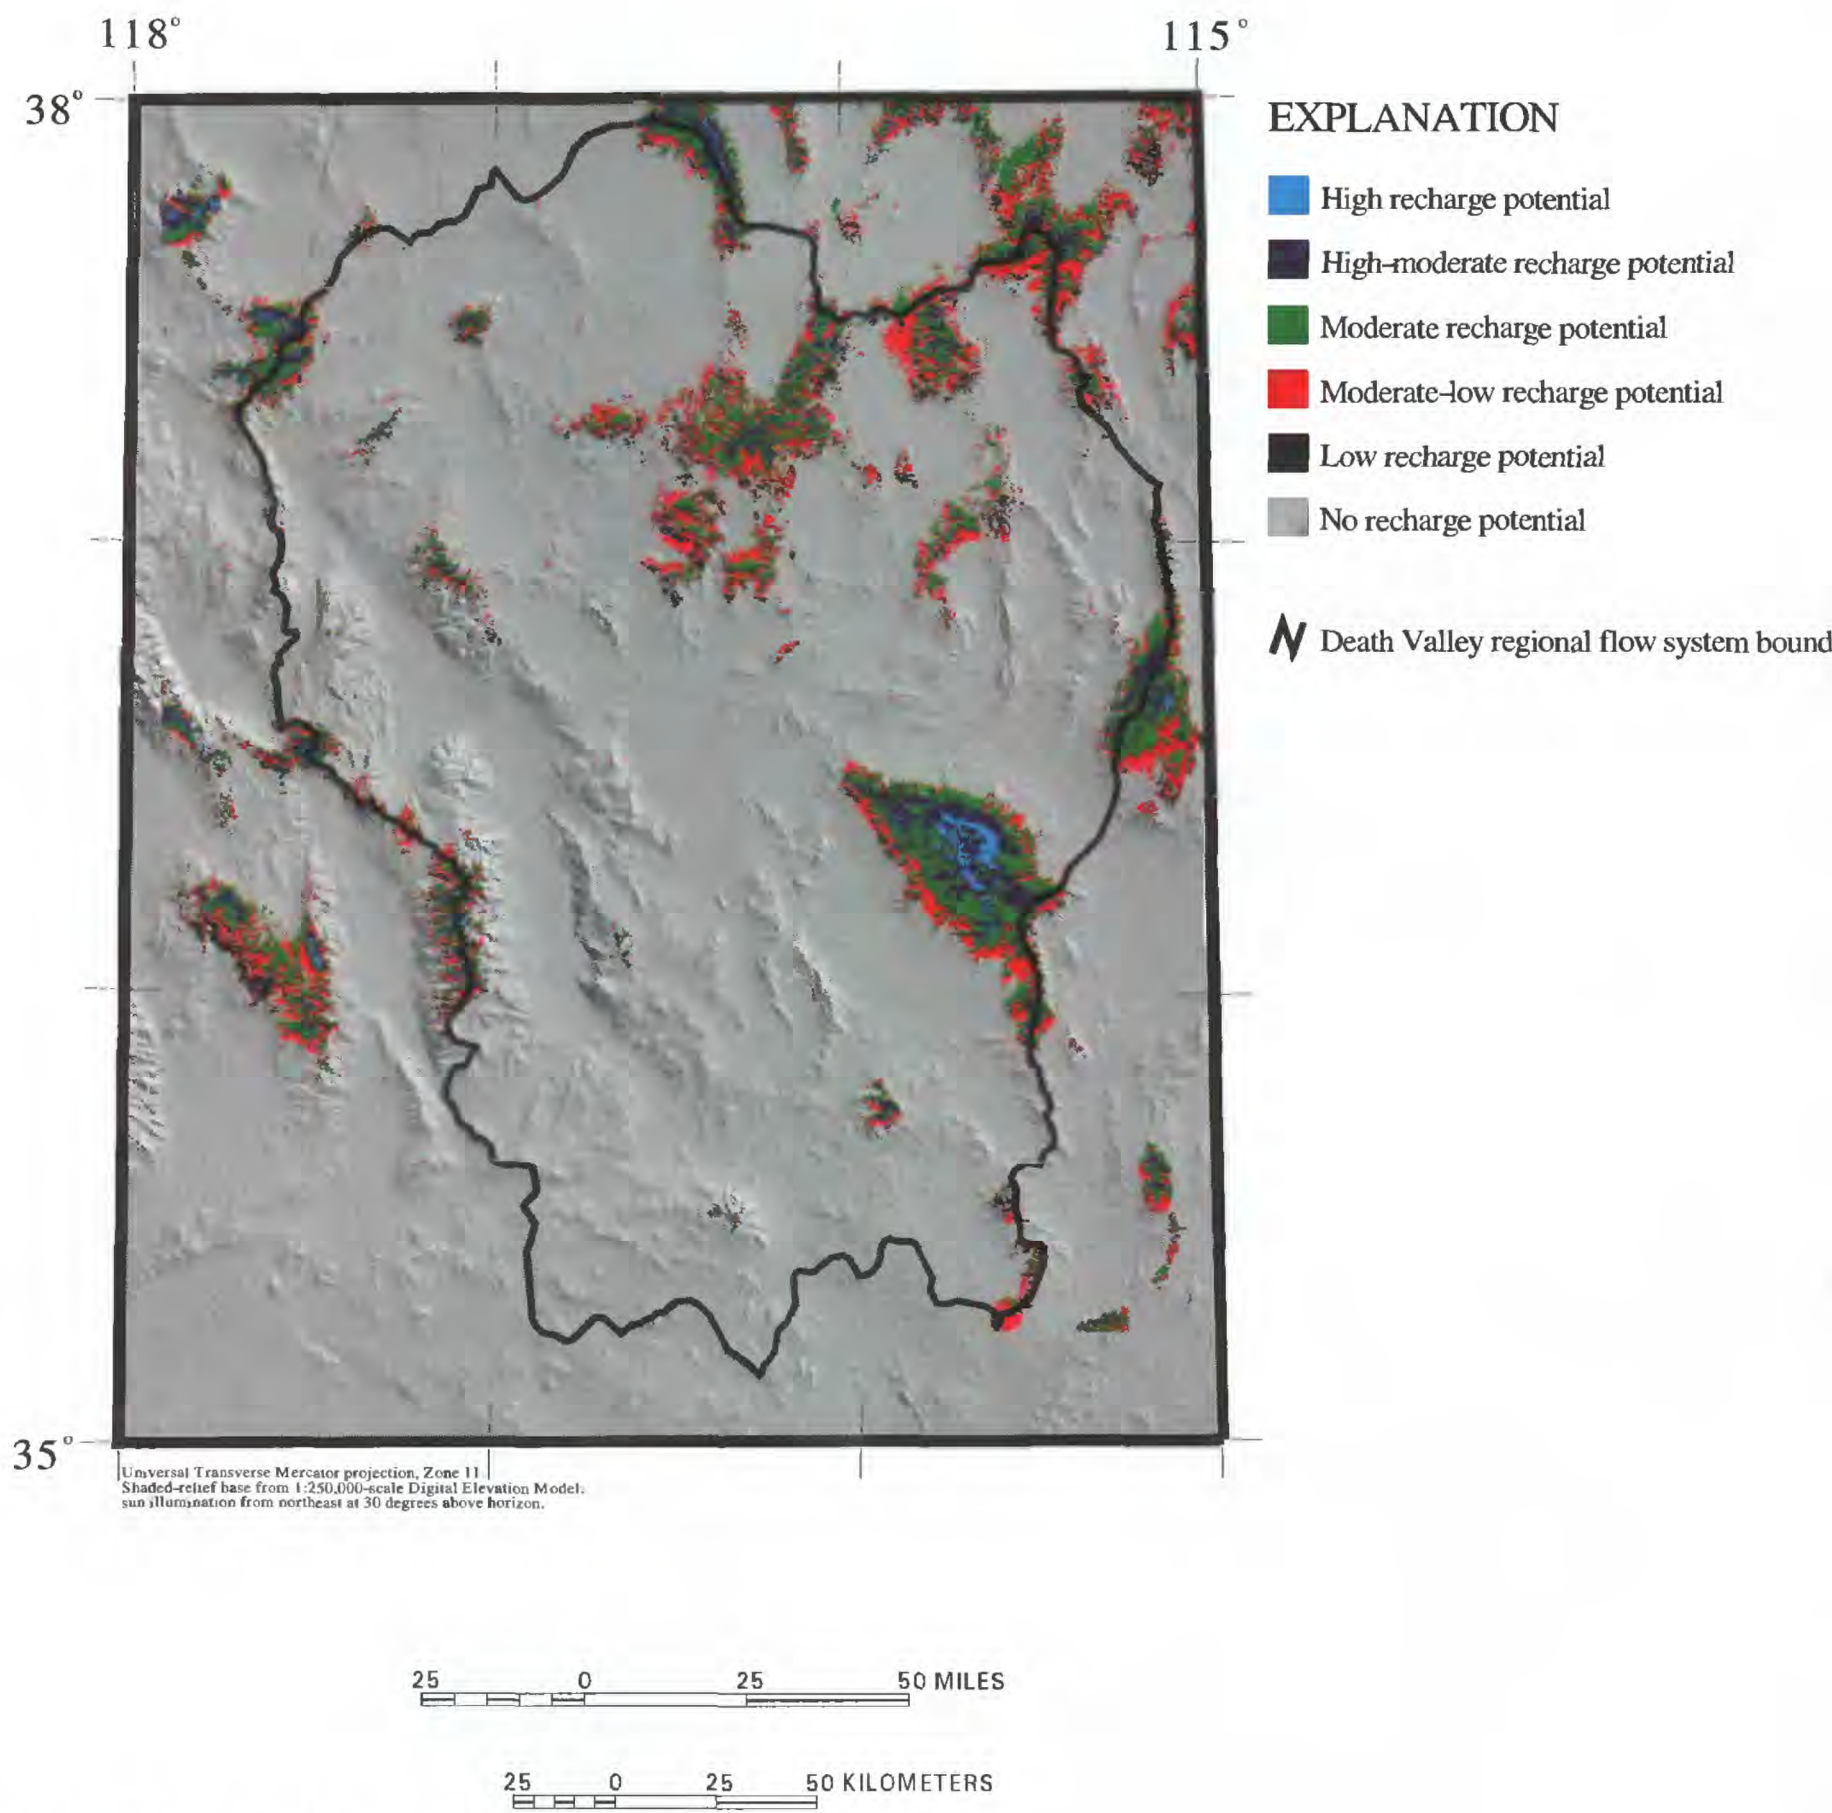 118°
115°
38°
EXPLANATION
High recharge potential
High-moderate recharge potential
Moderate recharge potential
Moderate-low recharge potential
Low recharge potential
No recharge potential
Death Valley regional flow system bound
35°
Universal Transverse Mercator projection, Zone 11
Shaded-relief base from 1:250,000-scale Digital Elevation Model;
sun illumination from northeast at 30 degrees above horizon.
25 0 25 50 MILES
25 0 25 50 KILOMETERS